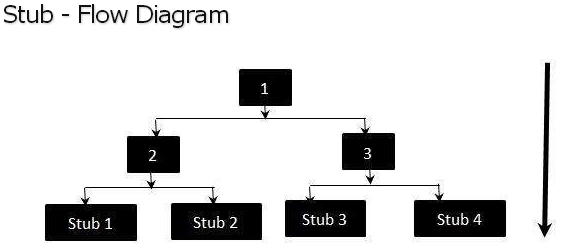 Stub - Flow Diagram
1
2
3
Stub 1
Stub 2
Stub 3
Stub 4